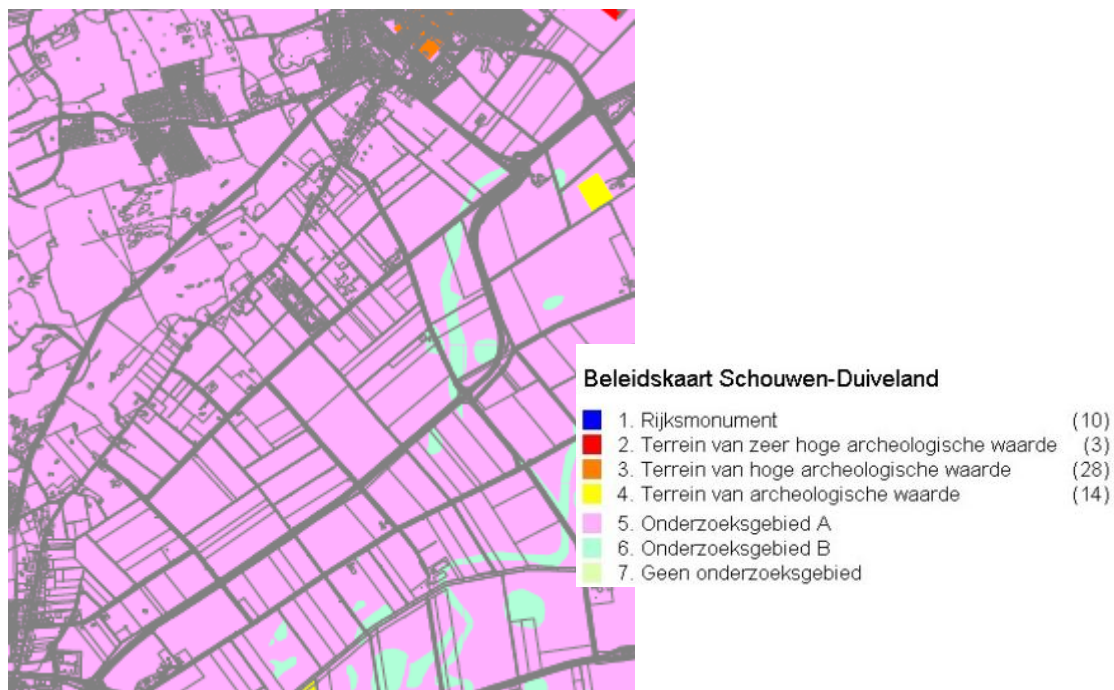 Beleidskaart Schouwen-Duiveland
1. Rijksmonument (10)
2. Terrein van zeer hoge archeologische waarde (3)
3. Terrein van hoge archeologische waarde (28)
4. Terrein van archeologische waarde (14)
5. Onderzoeksgebied A
6. Onderzoeksgebied B
7. Geen onderzoeksgebied